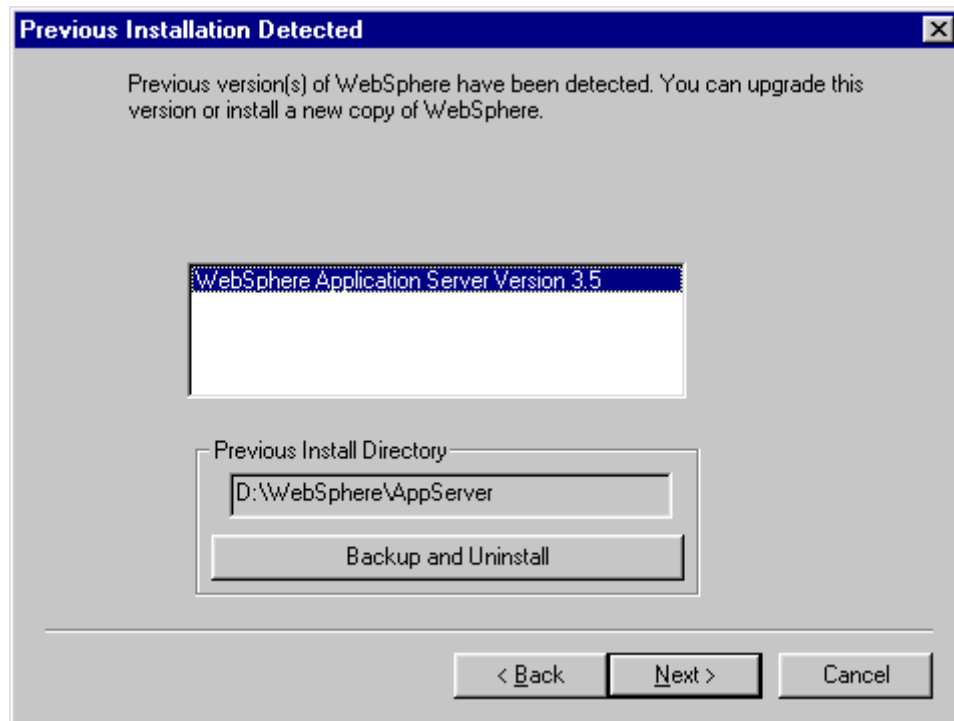 Previous Installation Detected
Previous version(s) of WebSphere have been detected. You can upgrade this
version or install a new copy of WebSphere.
WebSphere Application Server Version 3.5
Previous Install Directory
D:\WebSphere\AppServer
Backup and Uninstall
< Back Next > Cancel